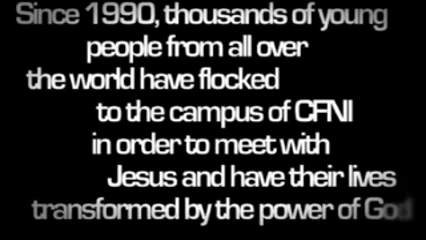 Since 1990, thousands of young
people from all over
the world have flocked
to the campus of CFNI
in order to meet with
Jesus and have their lives
transformed by the power of God